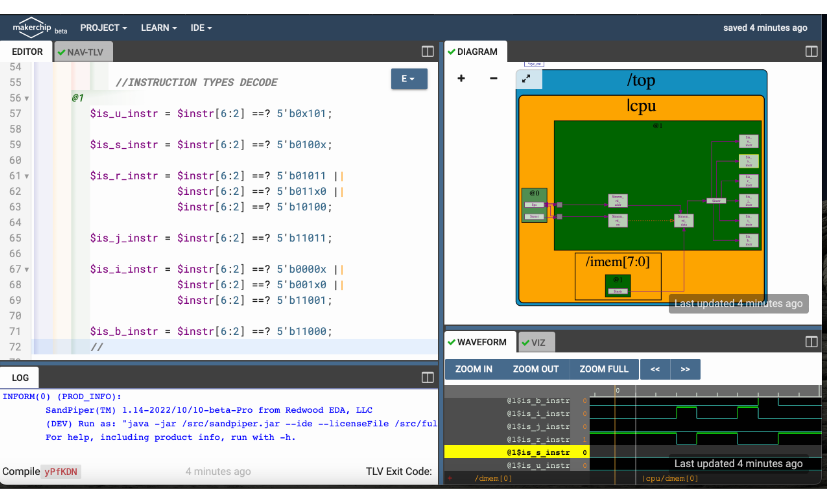 makerchip beta PROJECT LEARN IDE saved 4 minutes ago
EDITOR NAV-TLV
54
55 //INSTRUCTION TYPES DECODE
E
56 @1
57 $is_u_instr = $instr[6:2] ==? 5'b0x101;
58
59 $is_s_instr = $instr[6:2] ==? 5'b0100x;
60
61 $is_r_instr = $instr[6:2] ==? 5'b01011 ||
62 $instr[6:2] ==? 5'b011x0 ||
63 $instr[6:2] ==? 5'b10100;
64
65 $is_j_instr = $instr[6:2] ==? 5'b11011;
66
67 $is_i_instr = $instr[6:2] ==? 5'b0000x ||
68 $instr[6:2] ==? 5'b001x0 ||
69 $instr[6:2] ==? 5'b11001;
70
71 $is_b_instr = $instr[6:2] ==? 5'b11000;
72 //
LOG
INFORM(0) (PROD_INFO):
SandPiper(TM) 1.14-2022/10/10-beta-Pro from Redwood EDA, LLC
(DEV) Run as: "java -jar /src/sandpiper.jar --ide --licenseFile /src/ful
For help, including product info, run with -h.
Compile yPfKDN 4 minutes ago TLV Exit Code:
DIAGRAM
+ −
/top
|cpu
@1
@0
/imem[7:0]
@1
Last updated 4 minutes ago
WAVEFORM VIZ
ZOOM IN ZOOM OUT ZOOM FULL << >>
0
@1$is_b_instr 0
@1$is_i_instr 0
@1$is_j_instr 0
@1$is_r_instr 1
@1$is_s_instr 0
@1$is_u_instr 0
Last updated 4 minutes ago
+ /dmem[0] |cpu/dmem[0]